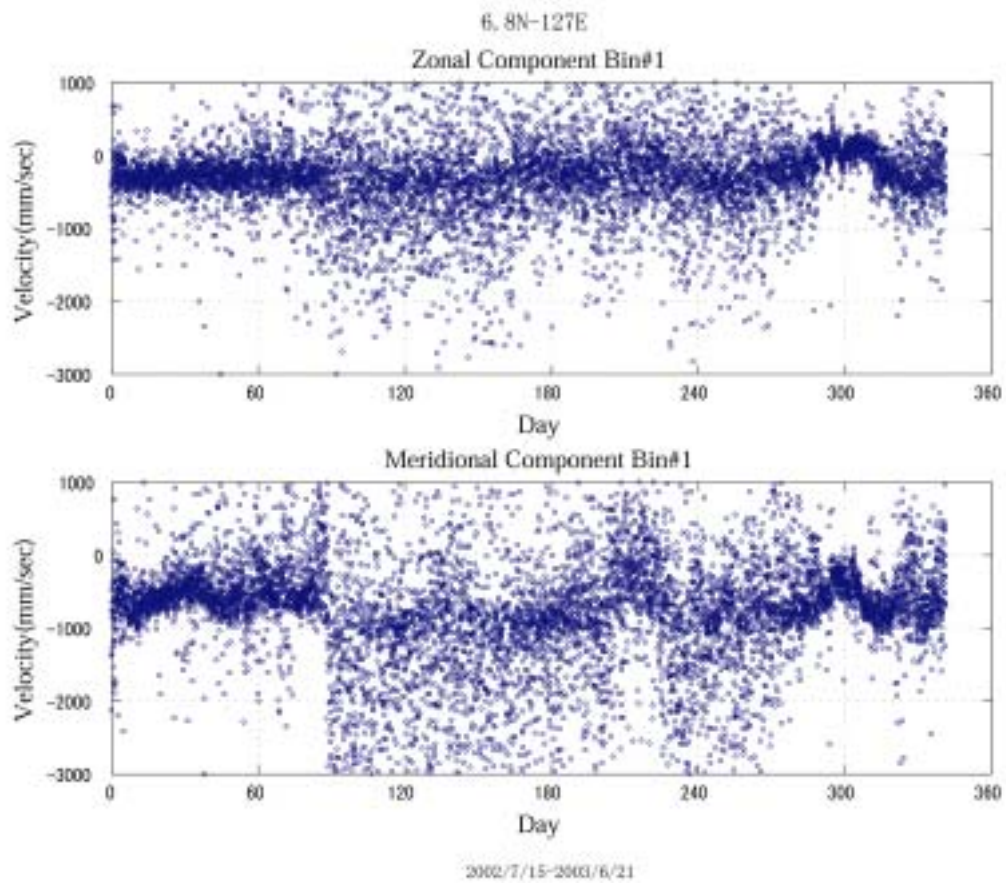 6.8N-127E
Zonal Component Bin#1
1000
0
-1000
-2000
-3000
Velocity(mm/sec)
0 60 120 180 240 300 360
Day
Meridional Component Bin#1
1000
0
-1000
-2000
-3000
Velocity(mm/sec)
0 60 120 180 240 300 360
Day
2002/7/15-2003/6/21